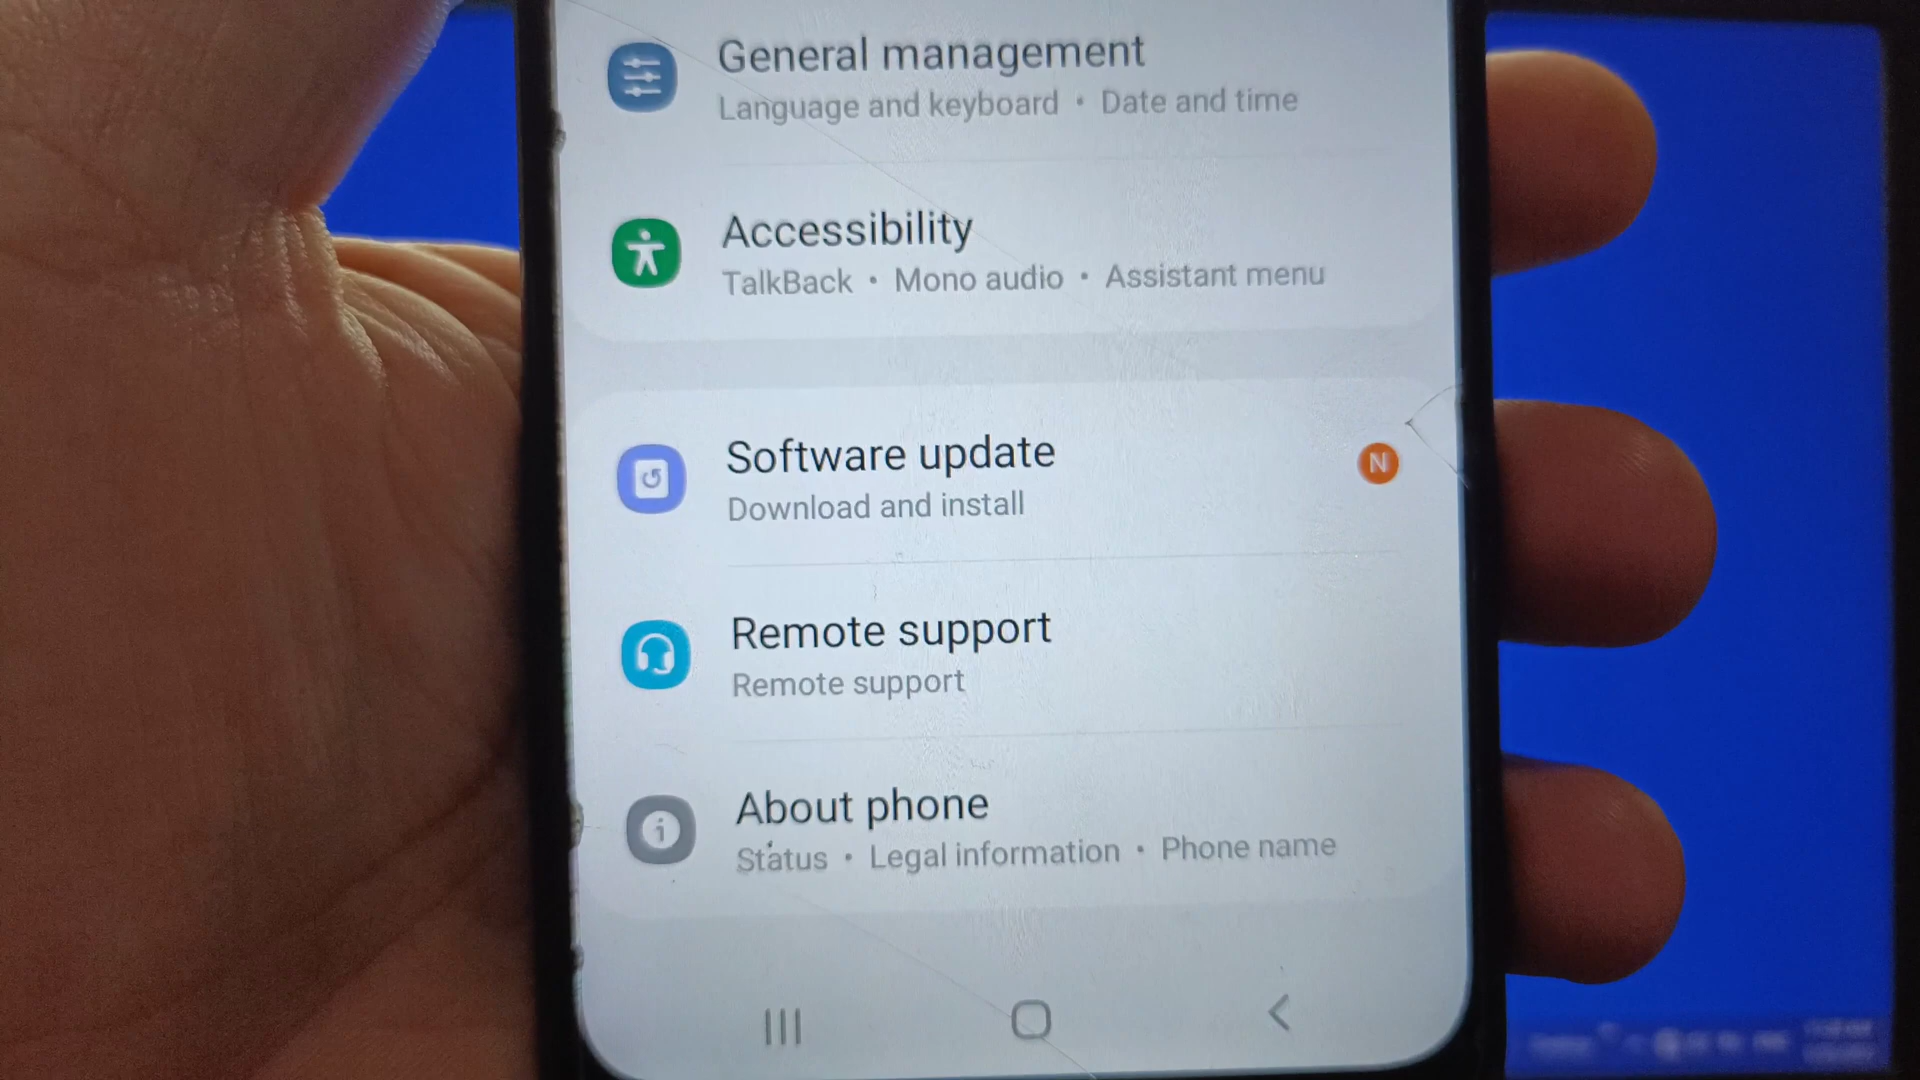 General management
Language and keyboard • Date and time
Accessibility
TalkBack • Mono audio • Assistant menu
Software update
N
Download and install
Remote support
Remote support
About phone
Status • Legal information • Phone name